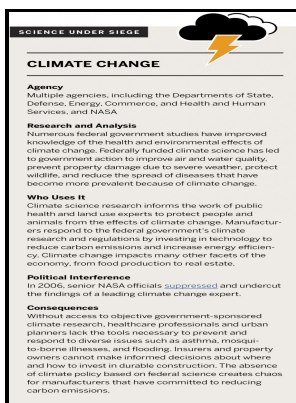 SCIENCE UNDER SIEGE
CLIMATE CHANGE
Agency
Multiple agencies, including the Departments of State,
Defense, Energy, Commerce, and Health and Human
Services, and NASA
Research and Analysis
Numerous federal government studies have improved
knowledge of the health and environmental effects of
climate change. Federally funded climate science has led
to government action to improve air and water quality,
prevent property damage due to severe weather, protect
wildlife, and reduce the spread of diseases that have
become more prevalent because of climate change.
Who Uses It
Climate science research informs the work of public
health and land use experts to protect people and
animals from the effects of climate change. Manufactur-
ers respond to the federal government's climate
research and regulations by investing in technology to
reduce carbon emissions and increase energy efficien-
cy. Climate change impacts many other facets of the
economy, from food production to real estate.
Political Interference
In 2006, senior NASA officials suppressed and undercut
the findings of a leading climate change expert.
Consequences
Without access to objective government-sponsored
climate research, healthcare professionals and urban
planners lack the tools necessary to prevent and
respond to diverse issues such as asthma, mosqui-
to-borne illnesses, and flooding. Insurers and property
owners cannot make informed decisions about where
and how to invest in durable construction. The absence
of climate policy based on federal science creates chaos
for manufacturers that have committed to reducing
carbon emissions.